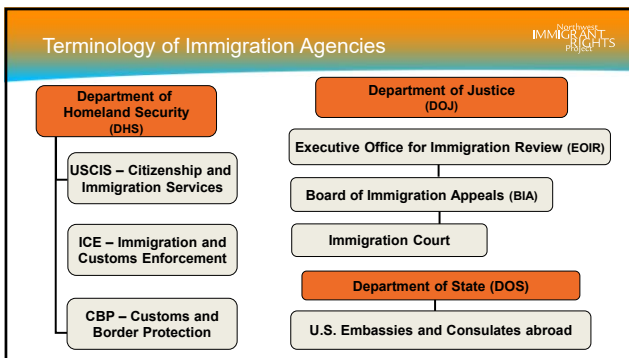 Terminology of Immigration Agencies
Northwest
IMMIGRANT
RIGHTS
Project
Department of
Homeland Security
(DHS)
USCIS – Citizenship and
Immigration Services
ICE – Immigration and
Customs Enforcement
CBP – Customs and
Border Protection
Department of Justice
(DOJ)
Executive Office for Immigration Review (EOIR)
Board of Immigration Appeals (BIA)
Immigration Court
Department of State (DOS)
U.S. Embassies and Consulates abroad